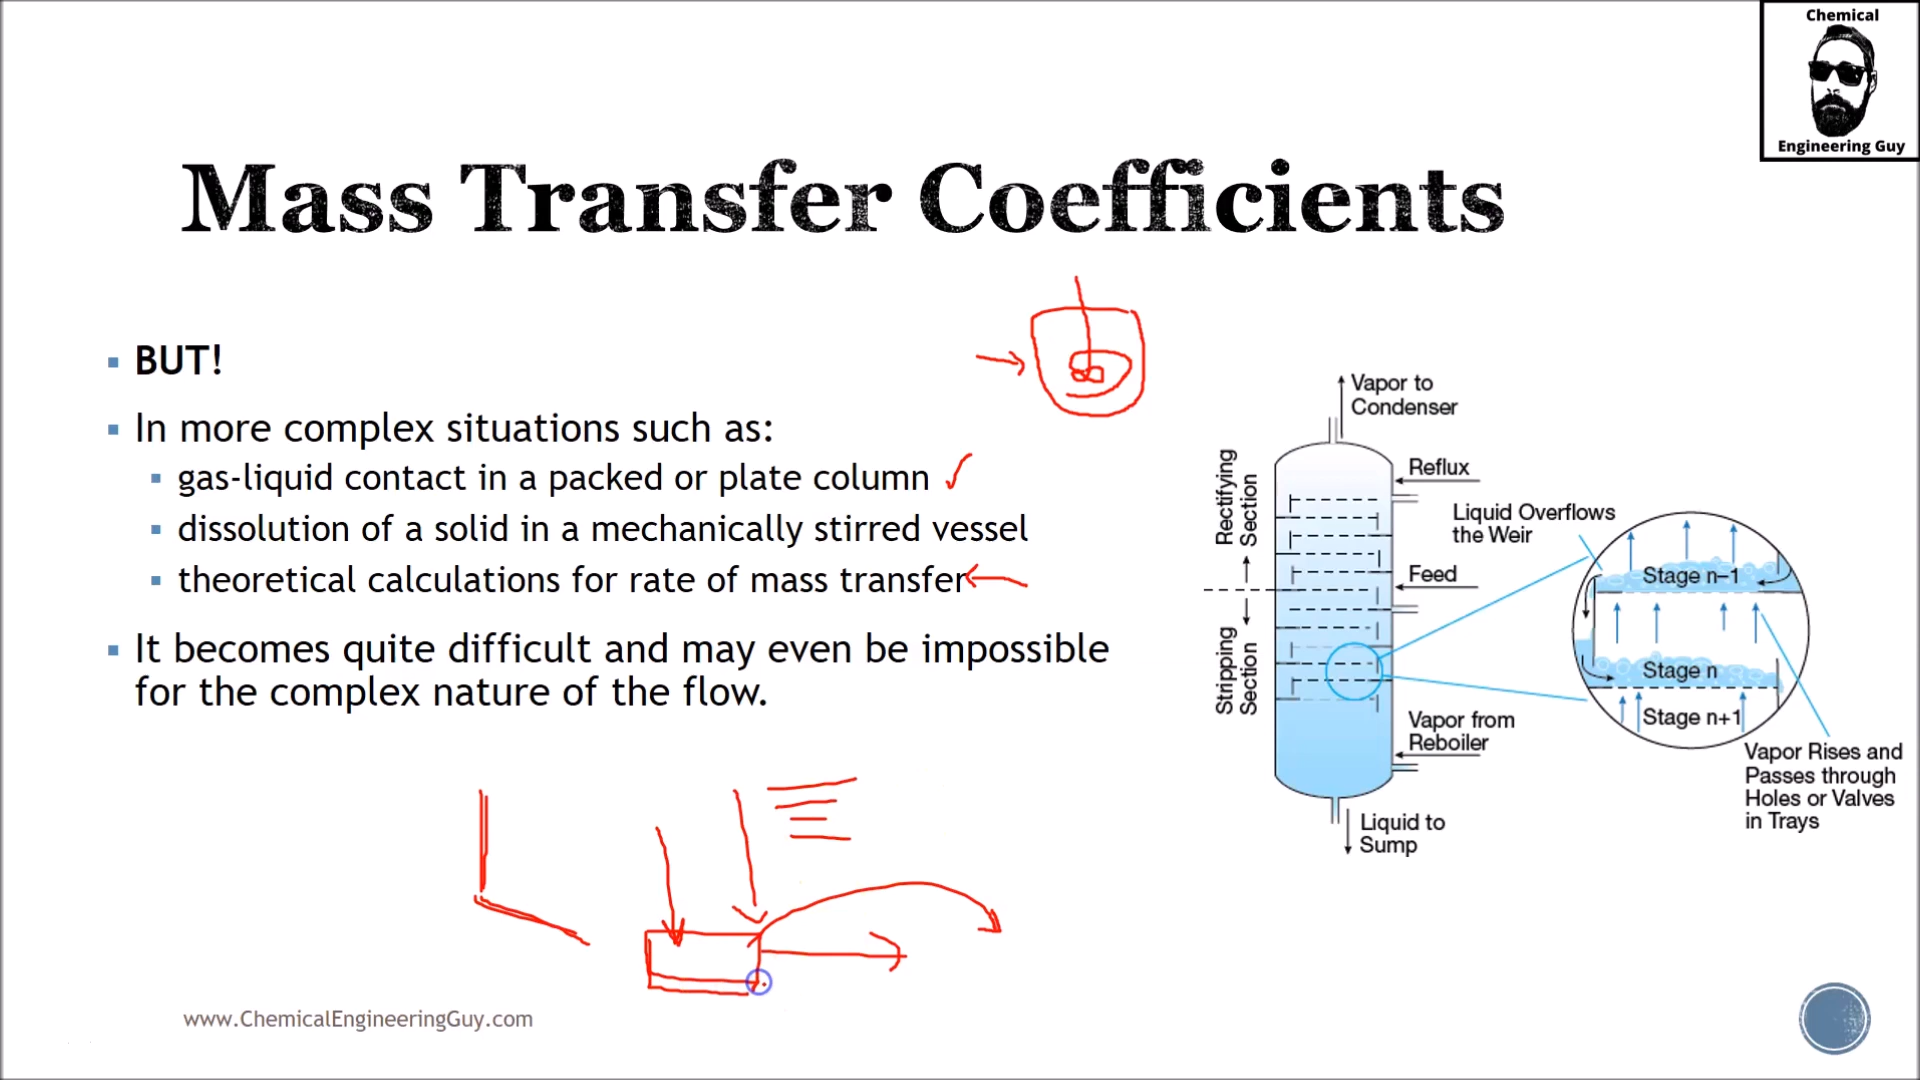 Chemical
Engineering Guy
Mass Transfer Coefficients
BUT!
In more complex situations such as:
gas-liquid contact in a packed or plate column
dissolution of a solid in a mechanically stirred vessel
theoretical calculations for rate of mass transfer
It becomes quite difficult and may even be impossible
for the complex nature of the flow.
Vapor to
Condenser
Rectifying
Section
Reflux
Liquid Overflows
the Weir
Feed
Stage n–1
Stripping
Section
Stage n
Stage n+1
Vapor from
Reboiler
Vapor Rises and
Passes through
Holes or Valves
in Trays
Liquid to
Sump
www.ChemicalEngineeringGuy.com